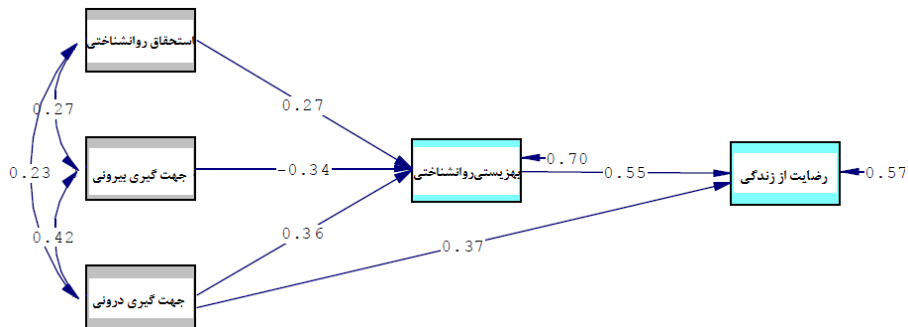 استحقاق روانشناختی
0.27
0.27
جهت گیری بیرونی
-0.34
بهزیستی روانشناختی
0.70
0.55
رضایت از زندگی
0.57
0.23
0.42
0.36
0.37
جهت گیری درونی